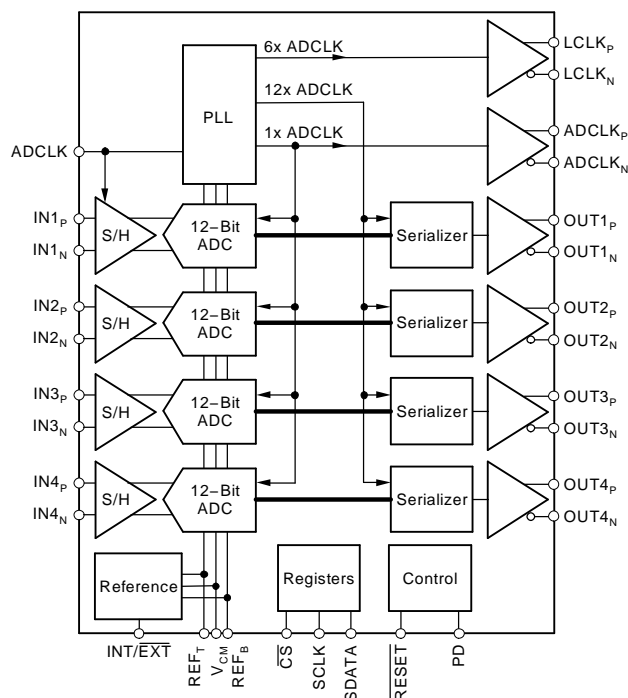 6x ADCLK
LCLKP
12x ADCLK
LCLKN
PLL
1x ADCLK
ADCLKP
ADCLK
ADCLKN
IN1P
S/H
12–Bit
ADC
Serializer
OUT1P
IN1N
OUT1N
IN2P
S/H
12–Bit
ADC
Serializer
OUT2P
IN2N
OUT2N
IN3P
S/H
12–Bit
ADC
Serializer
OUT3P
IN3N
OUT3N
IN4P
S/H
12–Bit
ADC
Serializer
OUT4P
IN4N
OUT4N
Reference
Registers
Control
INT/EXT
REFT
VCM
REFB
CS
SCLK
SDATA
RESET
PD